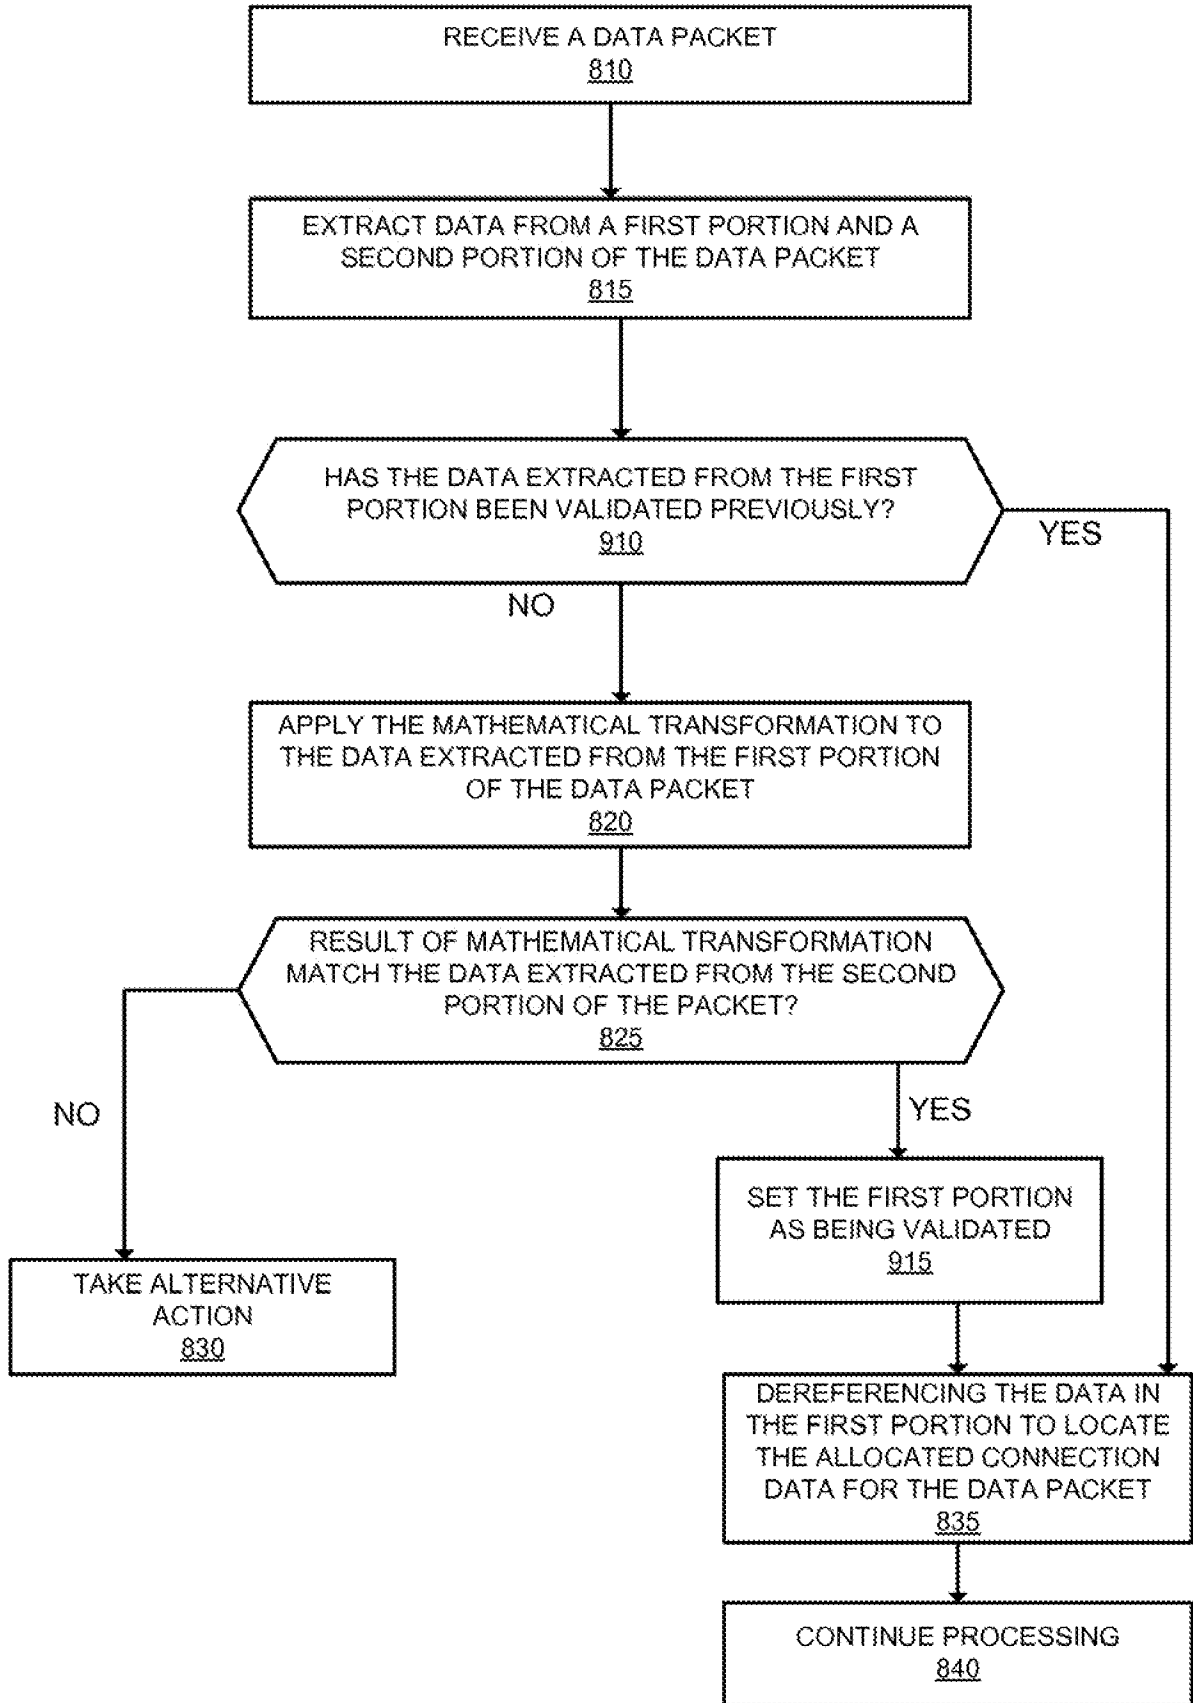 RECEIVE A DATA PACKET
810
EXTRACT DATA FROM A FIRST PORTION AND A
SECOND PORTION OF THE DATA PACKET
815
HAS THE DATA EXTRACTED FROM THE FIRST
PORTION BEEN VALIDATED PREVIOUSLY?
910
YES
NO
APPLY THE MATHEMATICAL TRANSFORMATION TO
THE DATA EXTRACTED FROM THE FIRST PORTION
OF THE DATA PACKET
820
RESULT OF MATHEMATICAL TRANSFORMATION
MATCH THE DATA EXTRACTED FROM THE SECOND
PORTION OF THE PACKET?
825
NO
YES
SET THE FIRST PORTION
AS BEING VALIDATED
915
TAKE ALTERNATIVE
ACTION
830
DEREFERENCING THE DATA IN
THE FIRST PORTION TO LOCATE
THE ALLOCATED CONNECTION
DATA FOR THE DATA PACKET
835
CONTINUE PROCESSING
840